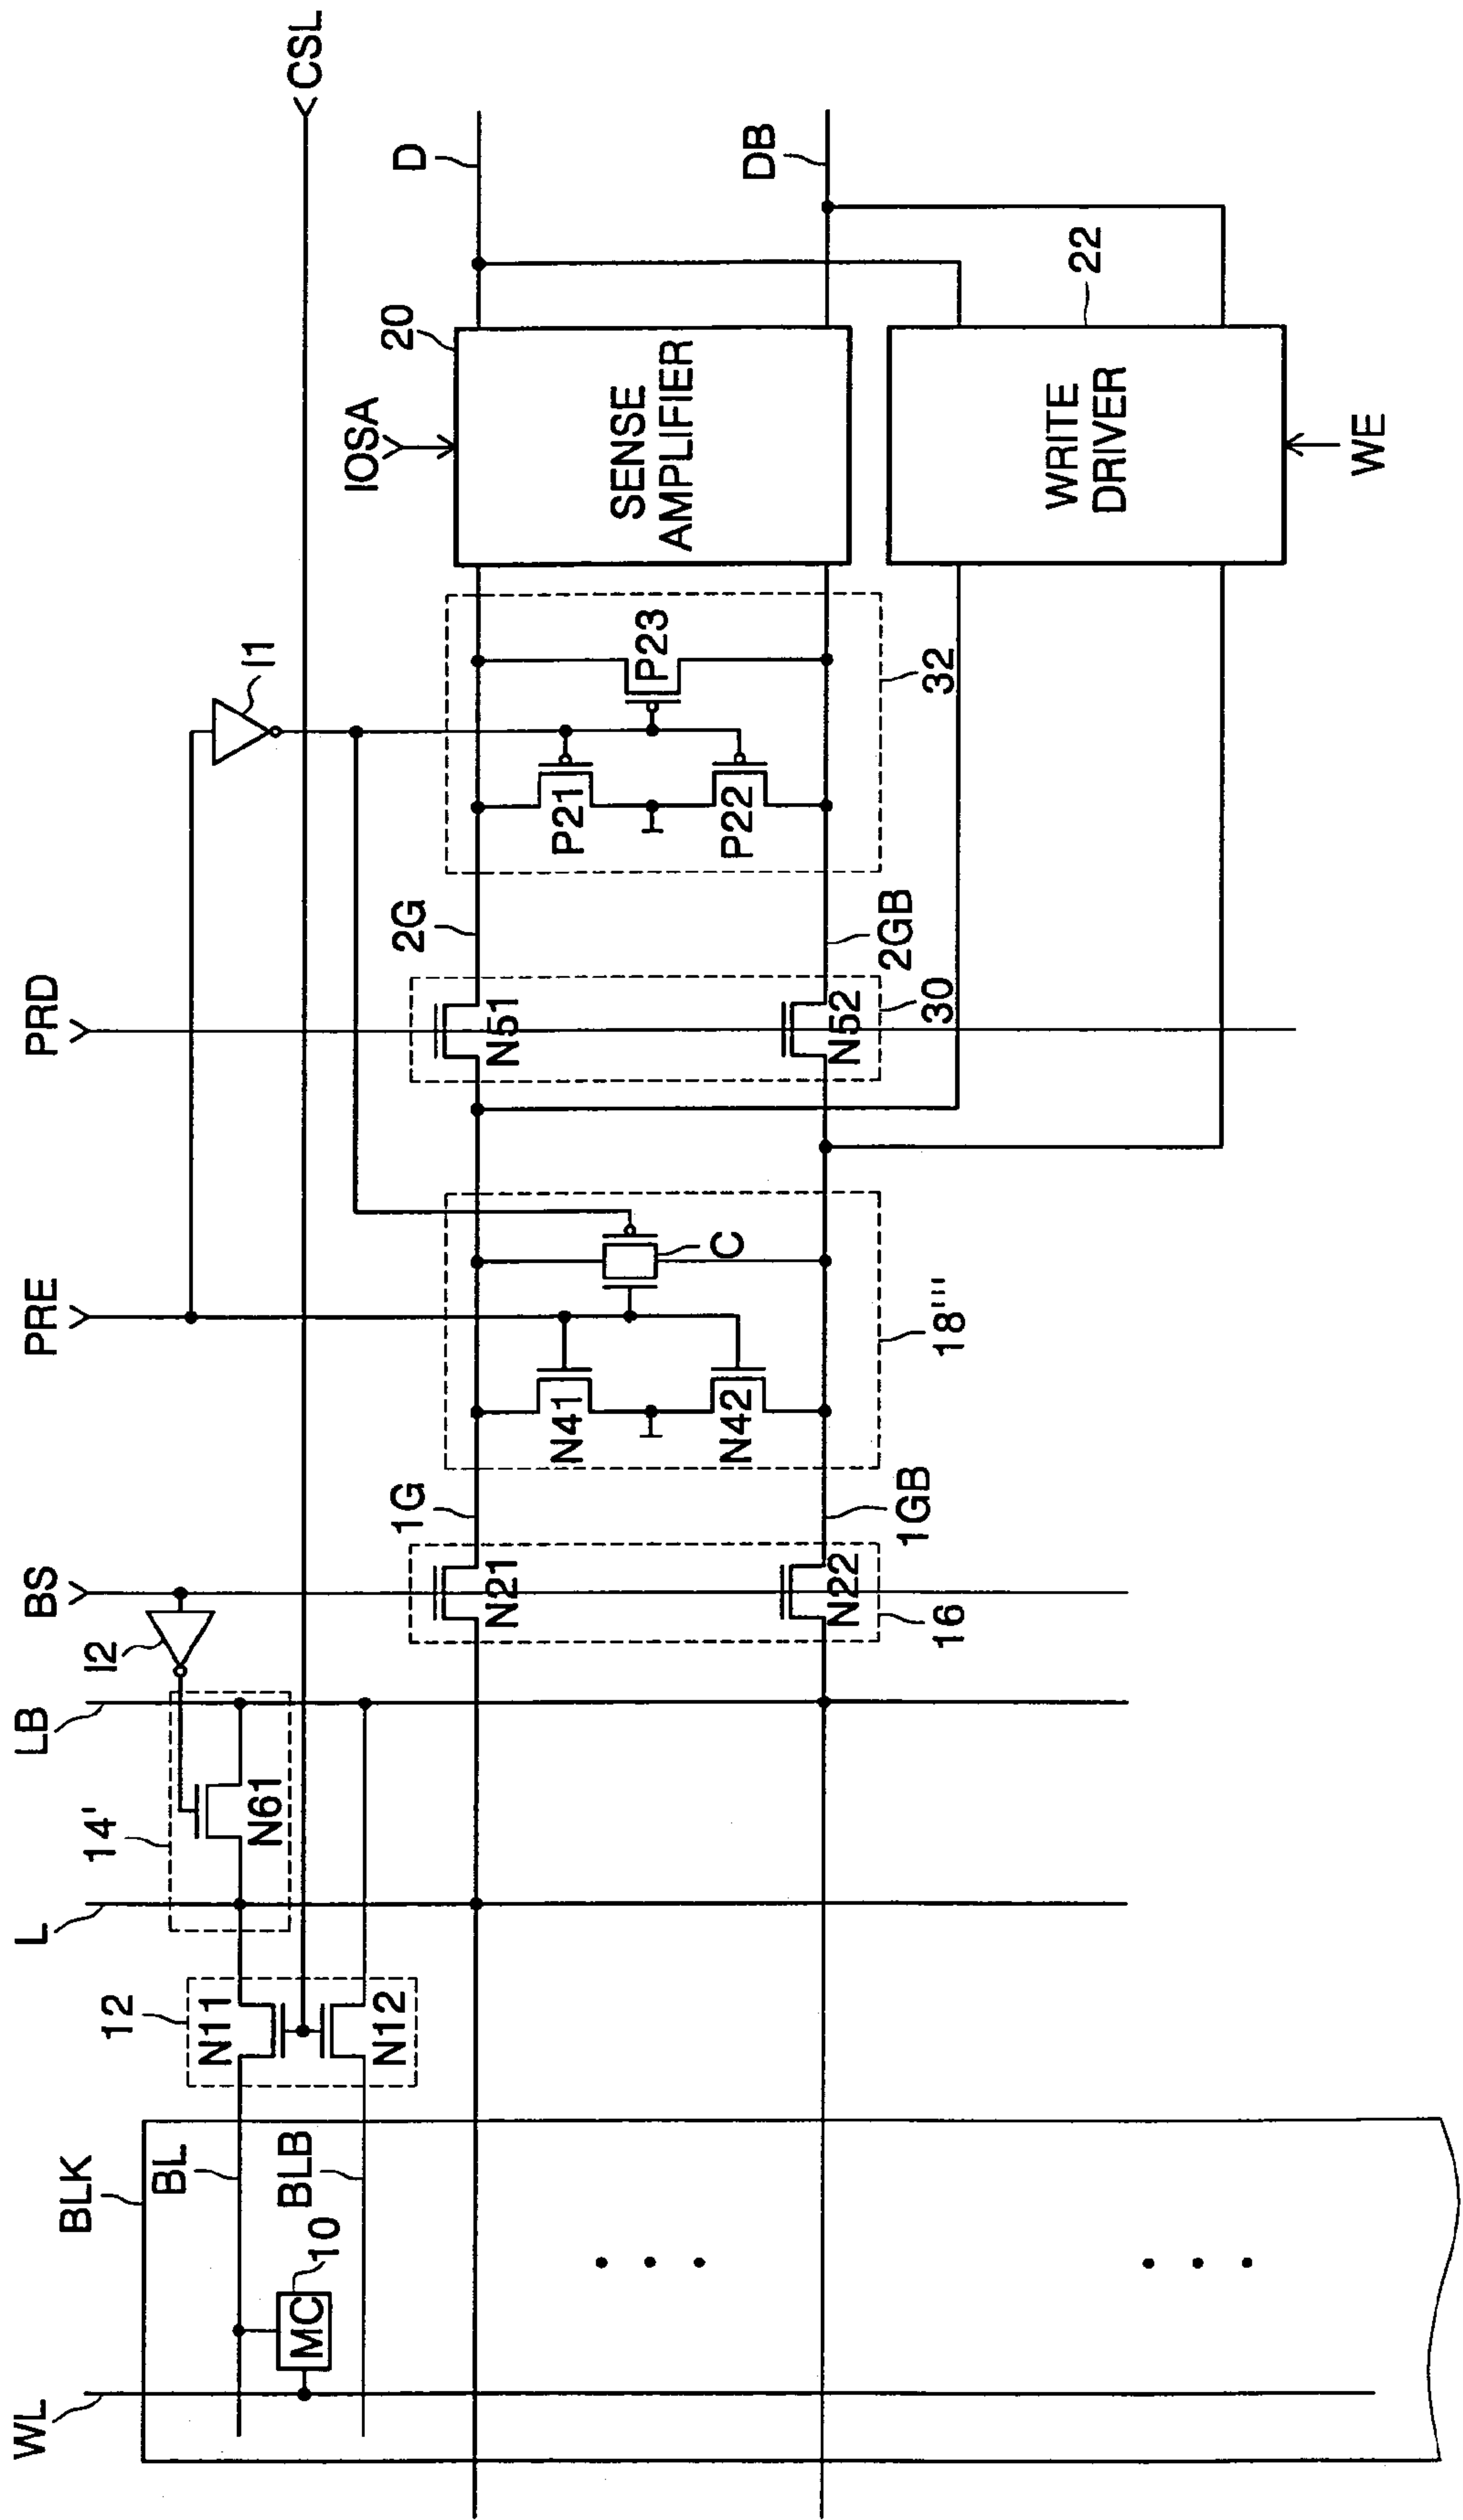 WL
BLK
BL
BLB
MC
10
12
N11
N12
L
14'
N61
LB
I2
BS
N21
N22
16
1G
1GB
PRE
N41
N42
C
18''''
PRD
N51
N52
30
2G
2GB
I1
P21
P22
P23
32
IOSA
20
SENSE
AMPLIFIER
WRITE
DRIVER
22
WE
D
DB
CSL